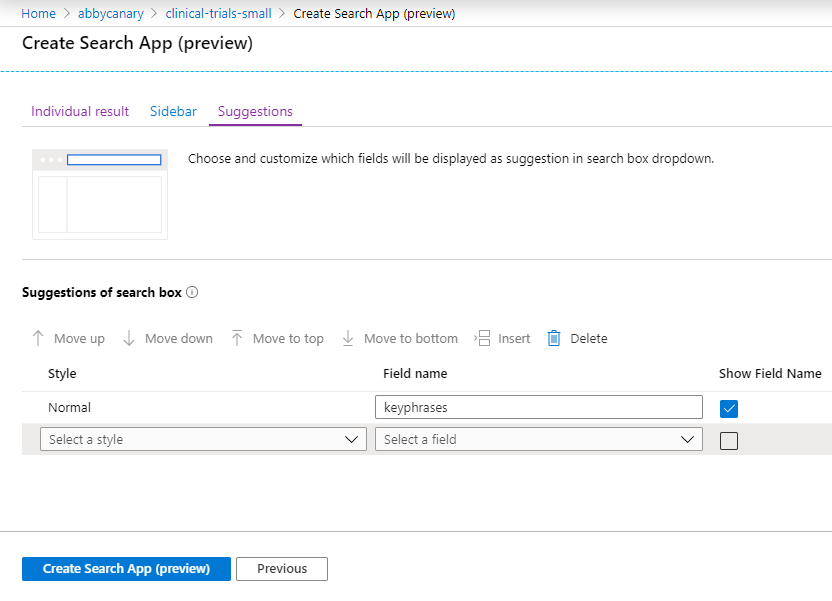 Home > abbycanary > clinical-trials-small > Create Search App (preview)
Create Search App (preview)
Individual result Sidebar Suggestions
Choose and customize which fields will be displayed as suggestion in search box dropdown.
Suggestions of search box
Move up Move down Move to top Move to bottom Insert Delete
Style Field name Show Field Name
Normal keyphrases
Select a style Select a field
Create Search App (preview) Previous